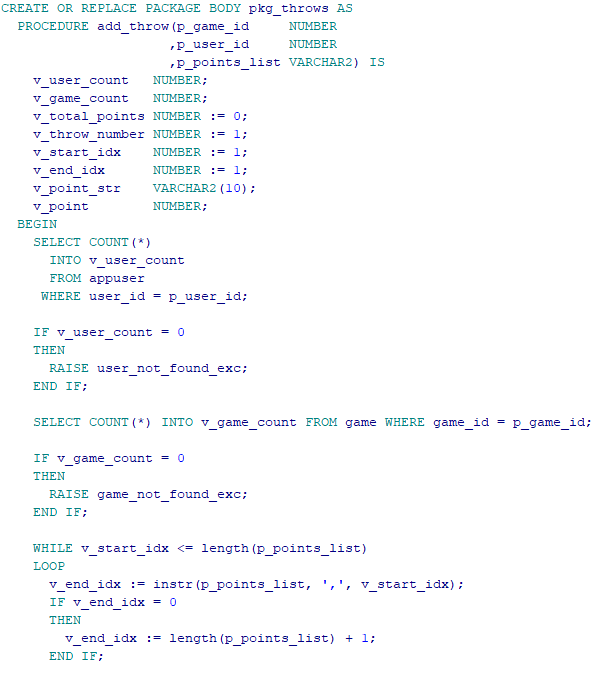 CREATE OR REPLACE PACKAGE BODY pkg_throws AS
  PROCEDURE add_throw(p_game_id     NUMBER
                     ,p_user_id     NUMBER
                     ,p_points_list VARCHAR2) IS
    v_user_count   NUMBER;
    v_game_count   NUMBER;
    v_total_points NUMBER := 0;
    v_throw_number NUMBER := 1;
    v_start_idx    NUMBER := 1;
    v_end_idx      NUMBER := 1;
    v_point_str    VARCHAR2(10);
    v_point        NUMBER;
  BEGIN
    SELECT COUNT(*)
      INTO v_user_count
      FROM appuser
     WHERE user_id = p_user_id;

    IF v_user_count = 0
    THEN
      RAISE user_not_found_exc;
    END IF;

    SELECT COUNT(*) INTO v_game_count FROM game WHERE game_id = p_game_id;

    IF v_game_count = 0
    THEN
      RAISE game_not_found_exc;
    END IF;

    WHILE v_start_idx <= length(p_points_list)
    LOOP
      v_end_idx := instr(p_points_list, ',', v_start_idx);
      IF v_end_idx = 0
      THEN
        v_end_idx := length(p_points_list) + 1;
      END IF;